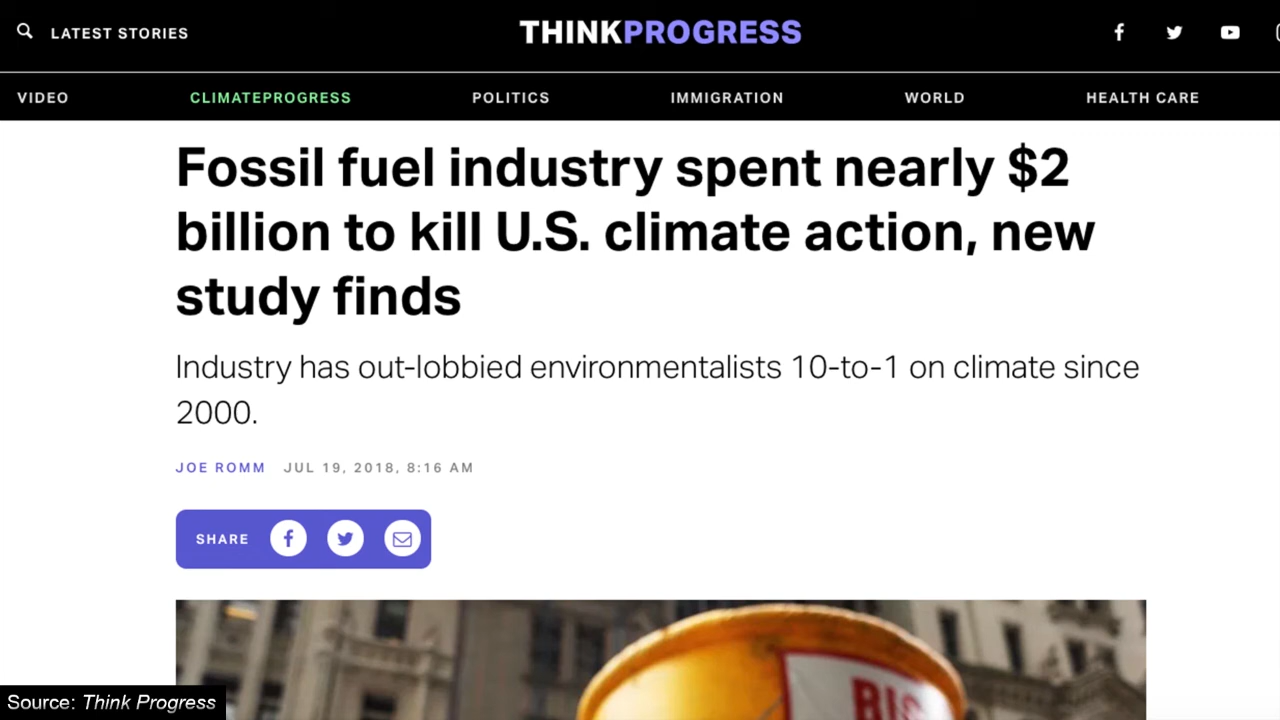 LATEST STORIES
THINKPROGRESS
VIDEO
CLIMATEPROGRESS
POLITICS
IMMIGRATION
WORLD
HEALTH CARE
Fossil fuel industry spent nearly $2
billion to kill U.S. climate action, new
study finds
Industry has out-lobbied environmentalists 10-to-1 on climate since
2000.
JOE ROMM JUL 19, 2018, 8:16 AM
SHARE
BIG
Source: Think Progress